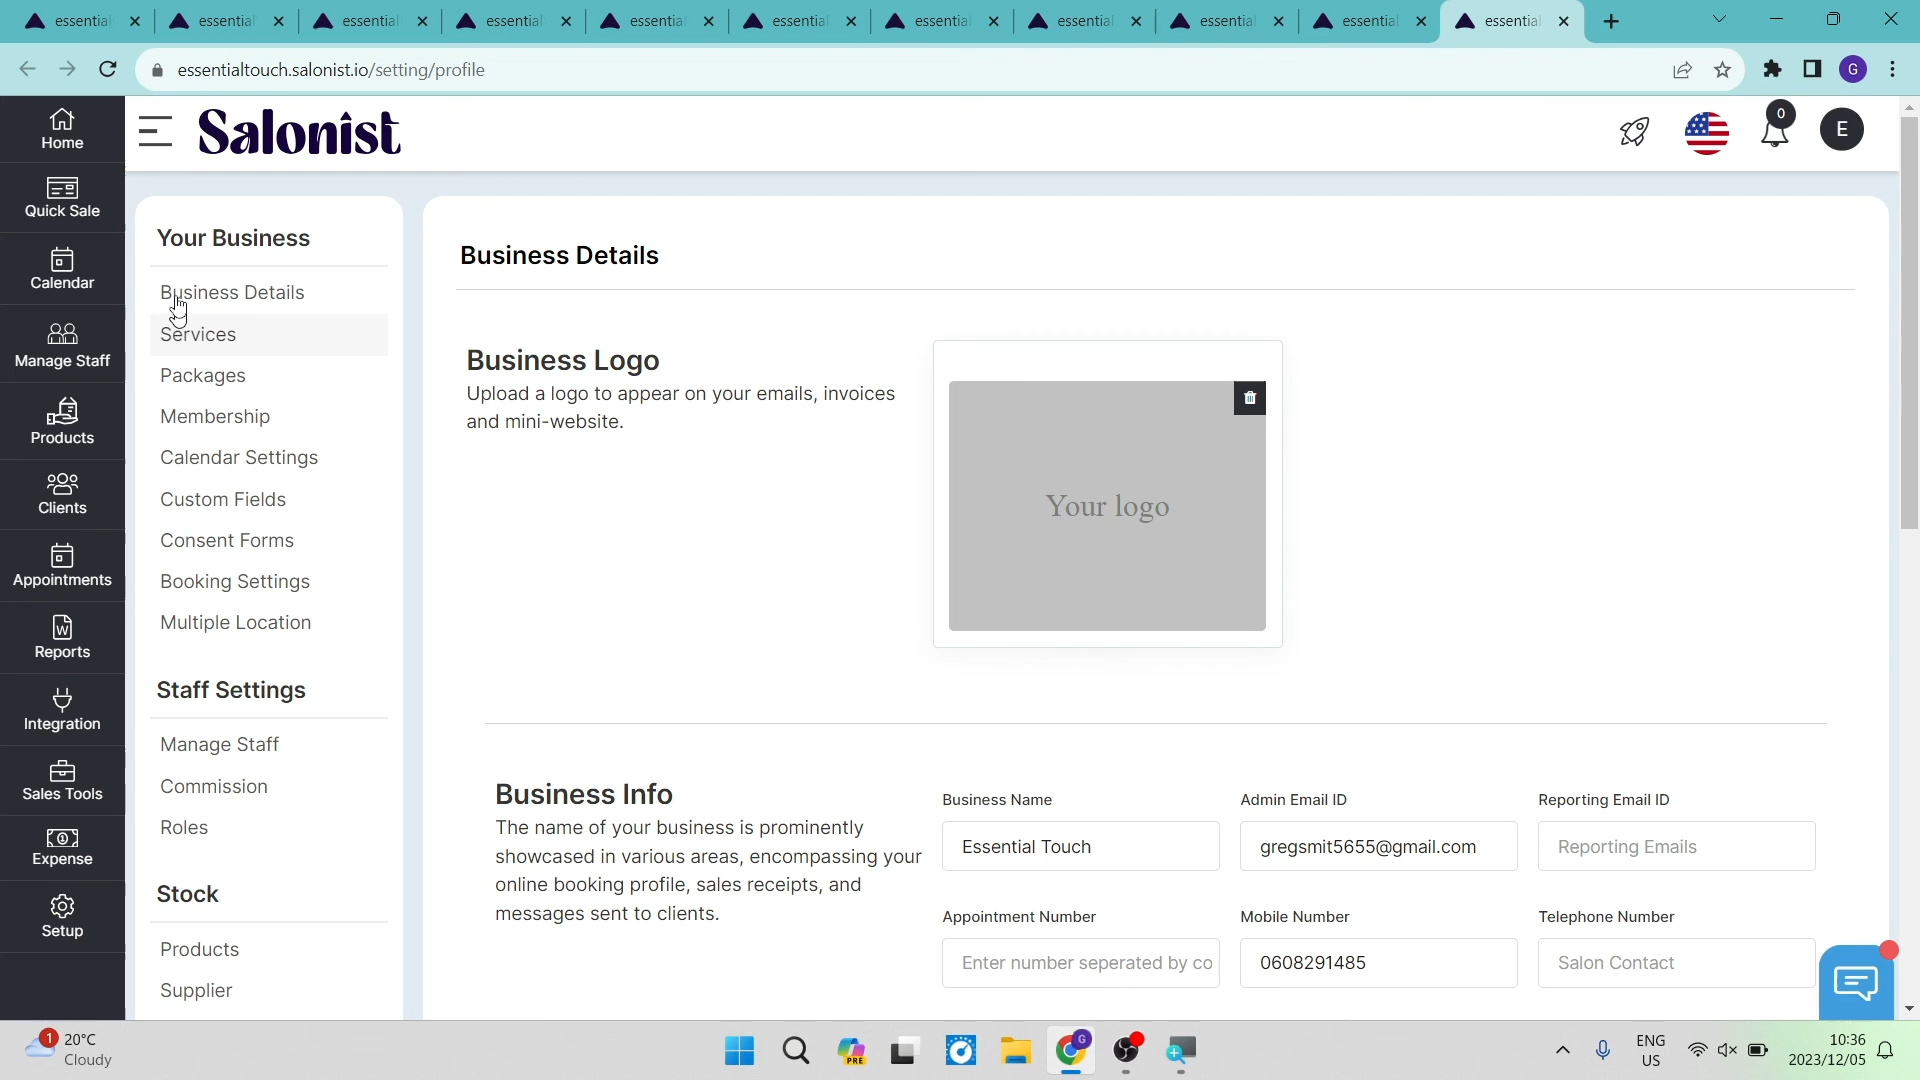 essential
essential
essential
essential
essential
essential
essential
essential
essential
essential
essential
essentialtouch.salonist.io/setting/profile
G
Home
Quick Sale
Calendar
Manage Staff
Products
Clients
Appointments
Reports
Integration
Sales Tools
Expense
Setup
Salonist
0
E
Your Business
Business Details
Services
Packages
Membership
Calendar Settings
Custom Fields
Consent Forms
Booking Settings
Multiple Location
Staff Settings
Manage Staff
Commission
Roles
Stock
Products
Supplier
Business Details
Business Logo
Upload a logo to appear on your emails, invoices
and mini-website.
Your logo
Business Info
The name of your business is prominently
showcased in various areas, encompassing your
online booking profile, sales receipts, and
messages sent to clients.
Business Name
Essential Touch
Admin Email ID
gregsmit5655@gmail.com
Reporting Email ID
Reporting Emails
Appointment Number
Enter number seperated by co
Mobile Number
0608291485
Telephone Number
Salon Contact
1
20°C
Cloudy
PRE
G
ENG
US
10:36
2023/12/05